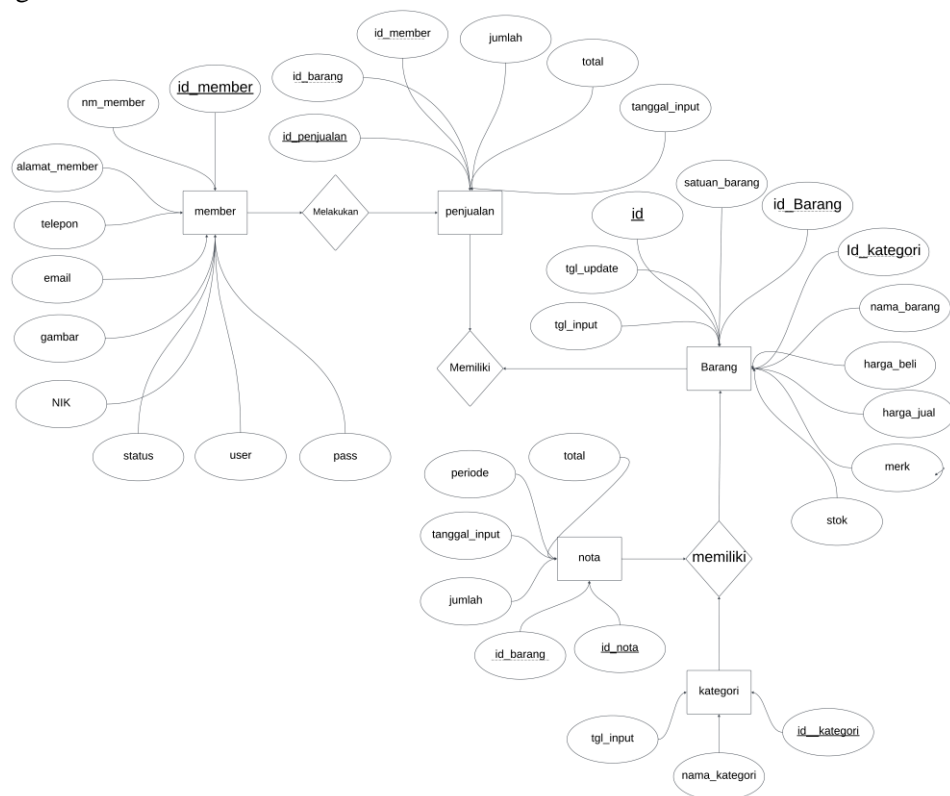 id_member
jumlah
total
id_barang
id_member
nm_member
tanggal_input
id_penjualan
alamat_member
satuan_barang
id_Barang
member
Melakukan
penjualan
id
telepon
Id_kategori
tgl_update
email
nama_barang
tgl_input
gambar
Memiliki
Barang
harga_beli
NIK
harga_jual
status
user
pass
total
merk
periode
stok
tanggal_input
nota
memiliki
jumlah
id_barang
id_nota
kategori
tgl_input
id__kategori
nama_kategori